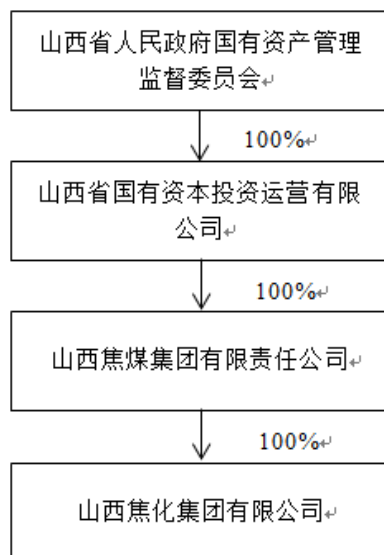 山西省人民政府国有资产管理
监督委员会
100%
山西省国有资本投资运营有限
公司
100%
山西焦煤集团有限责任公司
100%
山西焦化集团有限公司